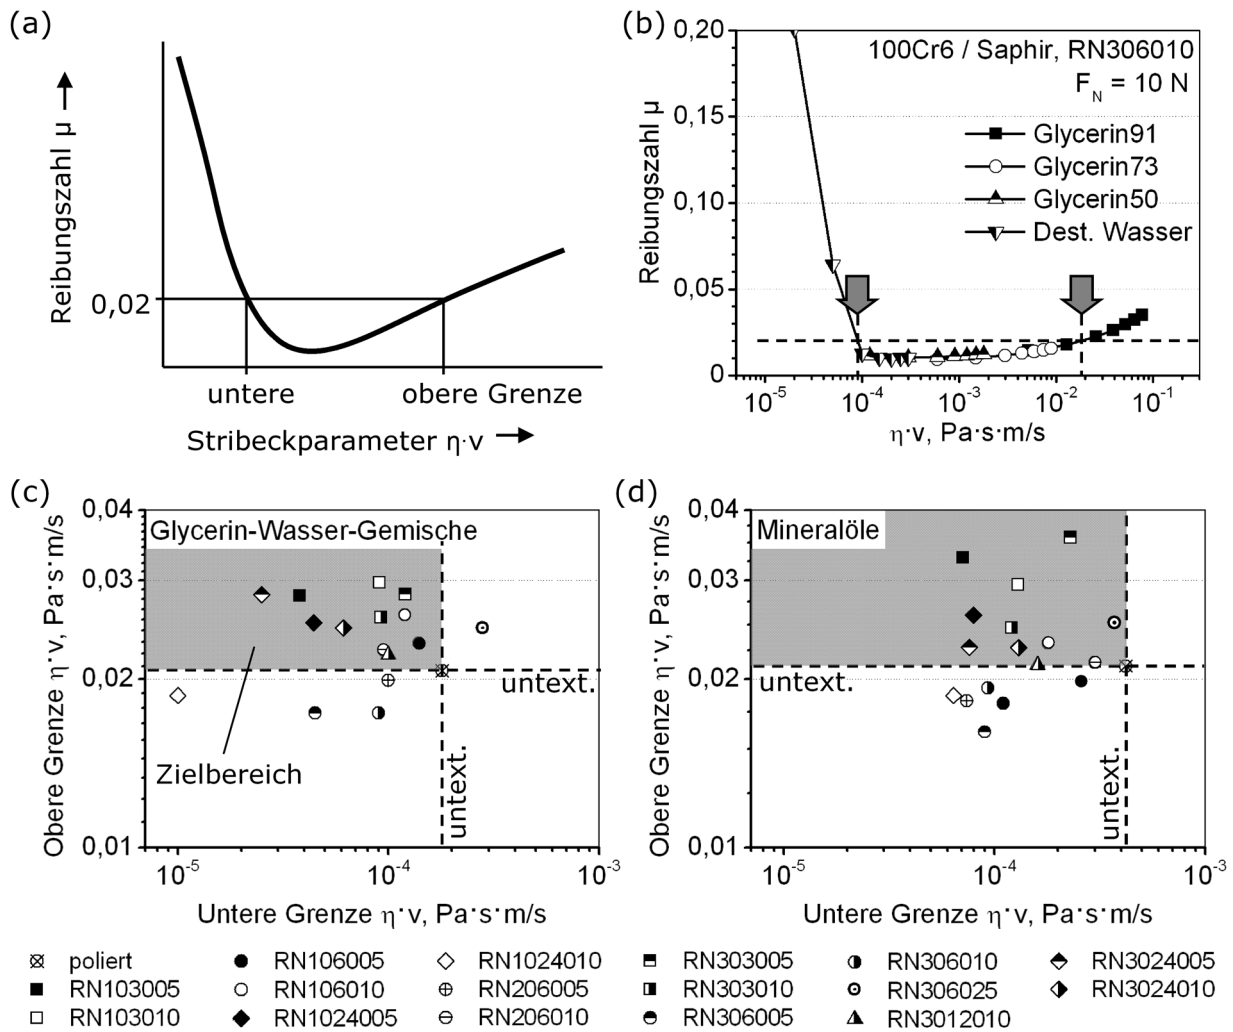 (a)
Reibungszahl µ
0,02
untere
obere Grenze
Stribeckparameter η·v
(b)
100Cr6 / Saphir, RN306010
F_N = 10 N
Glycerin91
Glycerin73
Glycerin50
Dest. Wasser
Reibungszahl µ
0,20
0,15
0,10
0,05
0
10⁻⁵
10⁻⁴
10⁻³
10⁻²
10⁻¹
η·v, Pa·s·m/s
(c)
Glycerin-Wasser-Gemische
Obere Grenze η·v, Pa·s·m/s
0,04
0,03
0,02
0,01
untext.
untext.
Zielbereich
10⁻⁵
10⁻⁴
10⁻³
Untere Grenze η·v, Pa·s·m/s
(d)
Mineralöle
Obere Grenze η·v, Pa·s·m/s
0,04
0,03
0,02
0,01
untext.
untext.
10⁻⁵
10⁻⁴
10⁻³
Untere Grenze η·v, Pa·s·m/s
poliert
RN103005
RN103010
RN106005
RN106010
RN1024005
RN1024010
RN206005
RN206010
RN303005
RN303010
RN306005
RN306010
RN306025
RN3012010
RN3024005
RN3024010